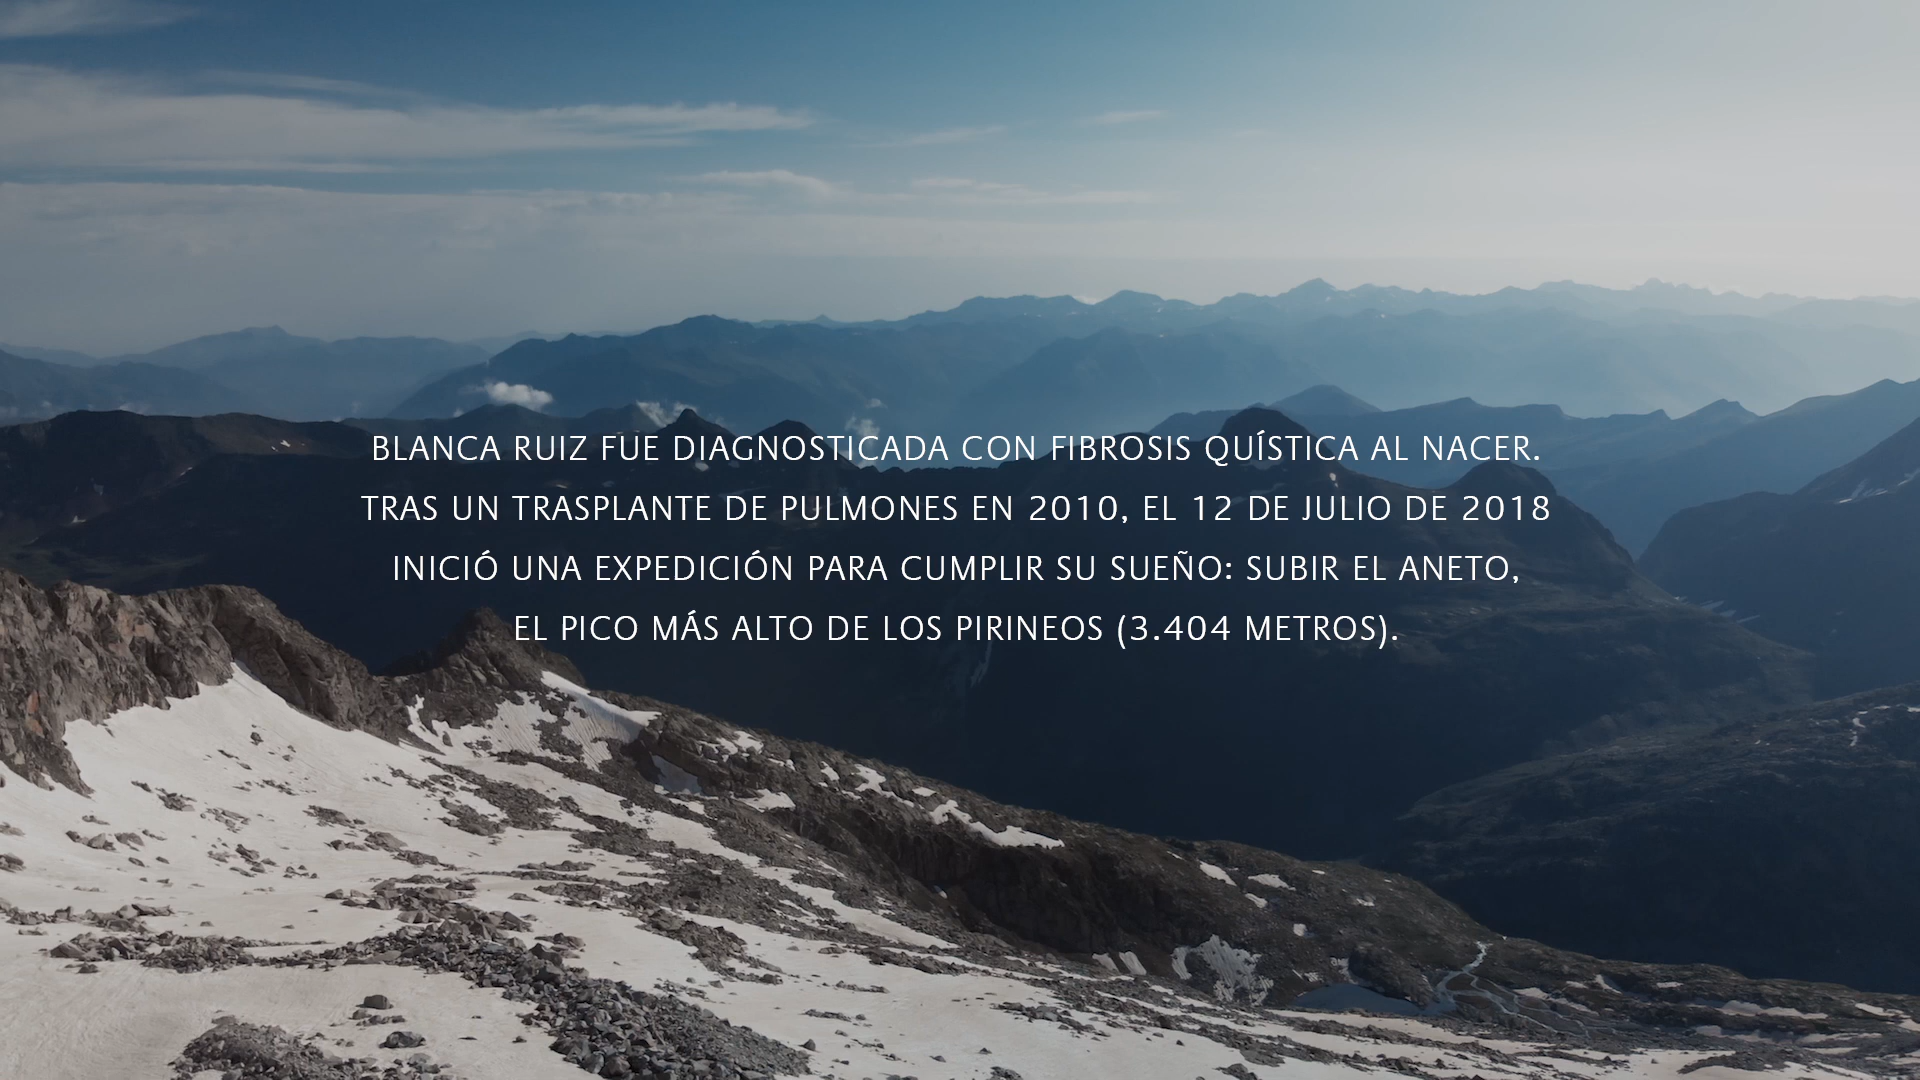 BLANCA RUIZ FUE DIAGNOSTICADA CON FIBROSIS QUÍSTICA AL NACER.
TRAS UN TRASPLANTE DE PULMONES EN 2010, EL 12 DE JULIO DE 2018
INICIÓ UNA EXPEDICIÓN PARA CUMPLIR SU SUEÑO: SUBIR EL ANETO,
EL PICO MÁS ALTO DE LOS PIRINEOS (3.404 METROS).